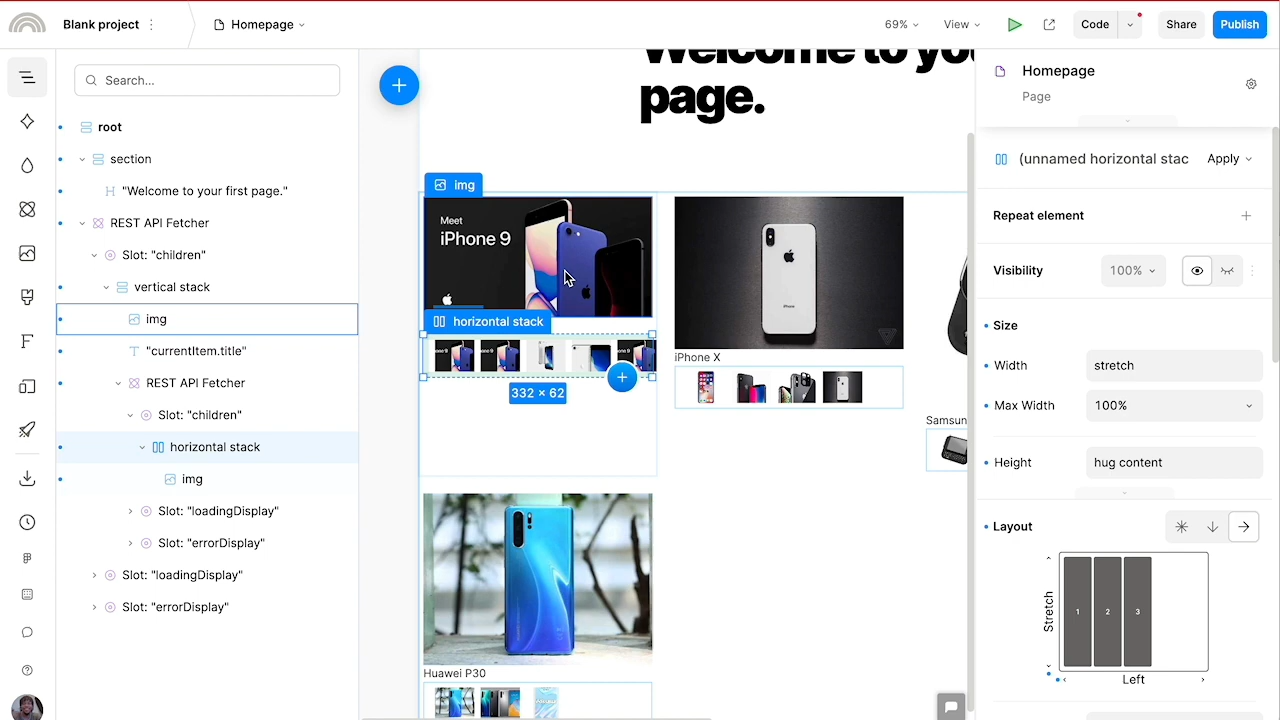 Blank project
Homepage
69%
View
Code
Share
Publish
Search...
root
section
"Welcome to your first page."
REST API Fetcher
Slot: "children"
vertical stack
img
"currentItem.title"
REST API Fetcher
Slot: "children"
horizontal stack
img
Slot: "loadingDisplay"
Slot: "errorDisplay"
Slot: "loadingDisplay"
Slot: "errorDisplay"
Welcome to you
page.
img
Meet
iPhone 9
horizontal stack
332 × 62
iPhone
iPhone X
Samsun
Huawei P30
Homepage
Page
(unnamed horizontal stac
Apply
Repeat element
Visibility
100%
Size
Width
stretch
Max Width
100%
Height
hug content
Layout
Stretch
1
2
3
Left